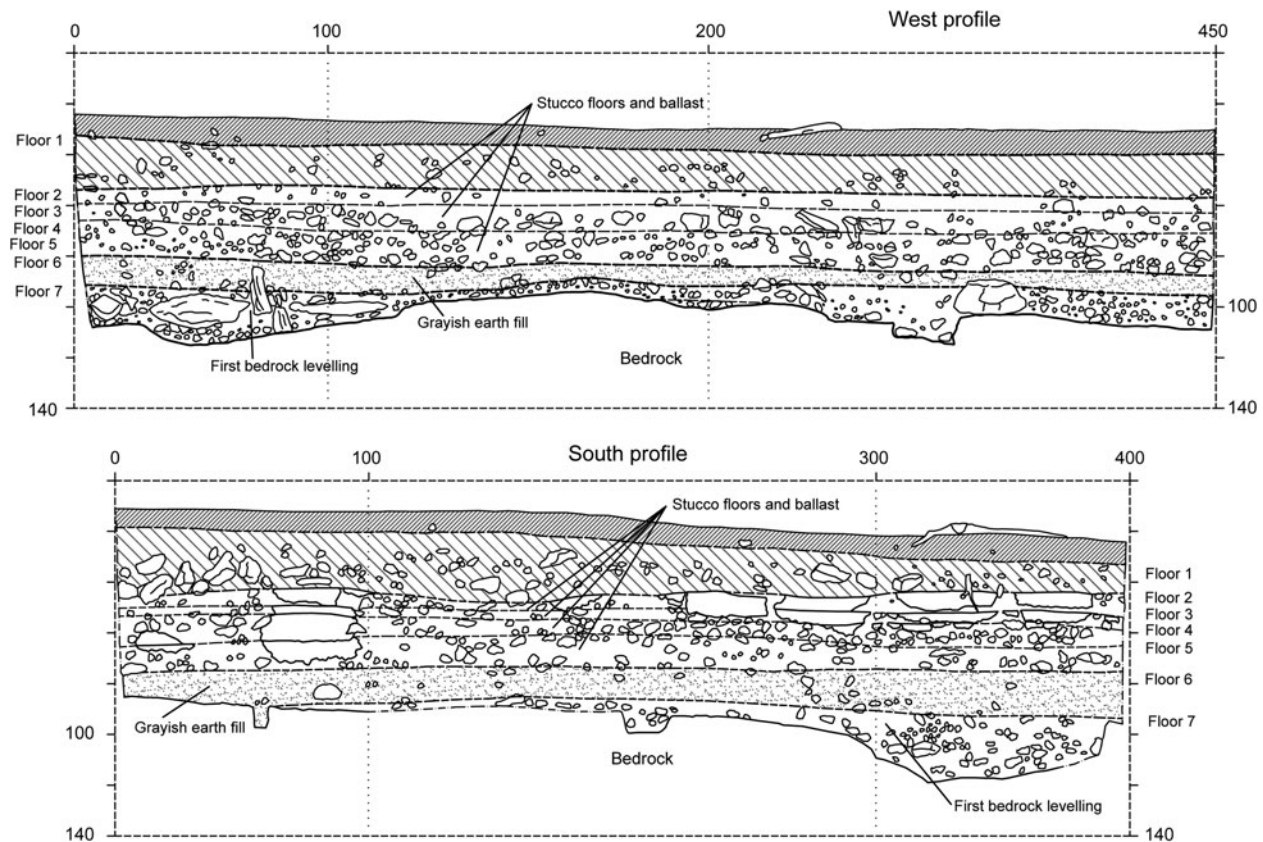 West profile
0 100 200 450
Stucco floors and ballast
Floor 1
Floor 2
Floor 3
Floor 4
Floor 5
Floor 6
Floor 7
100
Grayish earth fill
First bedrock levelling
Bedrock
140 140
South profile
0 100 300 400
Stucco floors and ballast
Floor 1
Floor 2
Floor 3
Floor 4
Floor 5
Floor 6
Floor 7
Grayish earth fill
100
Bedrock
First bedrock levelling
140 140